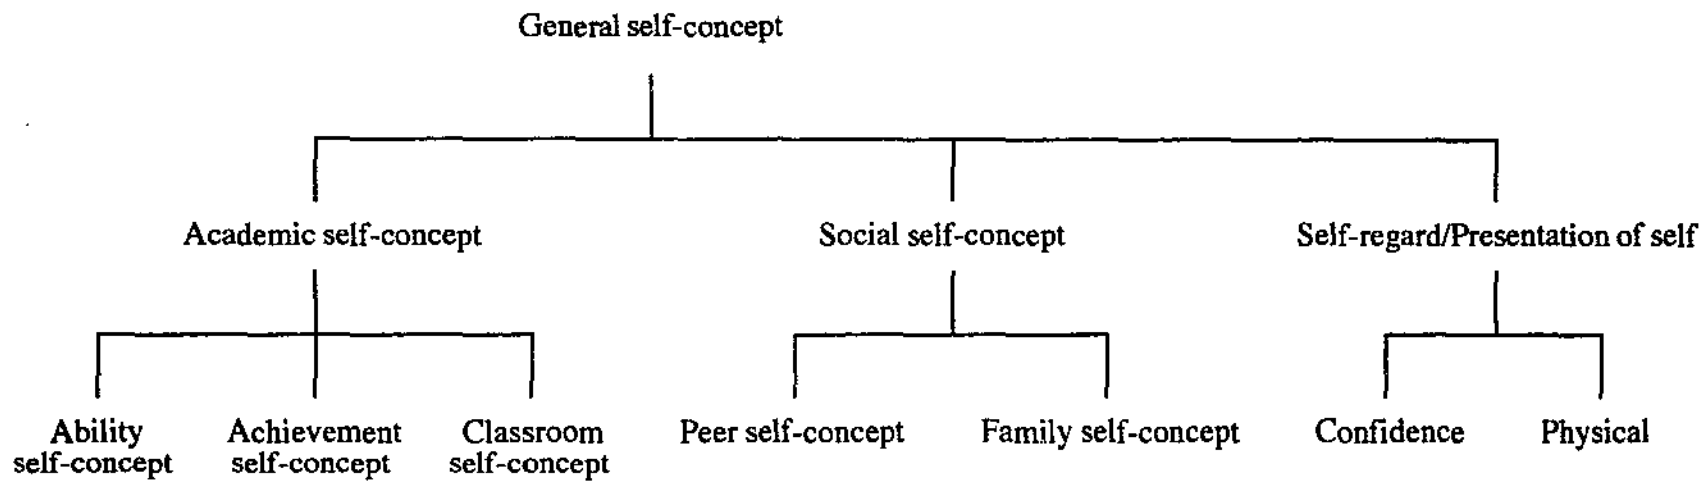 General self-concept
Academic self-concept
Social self-concept
Self-regard/Presentation of self
Ability
self-concept
Achievement
self-concept
Classroom
self-concept
Peer self-concept
Family self-concept
Confidence
Physical